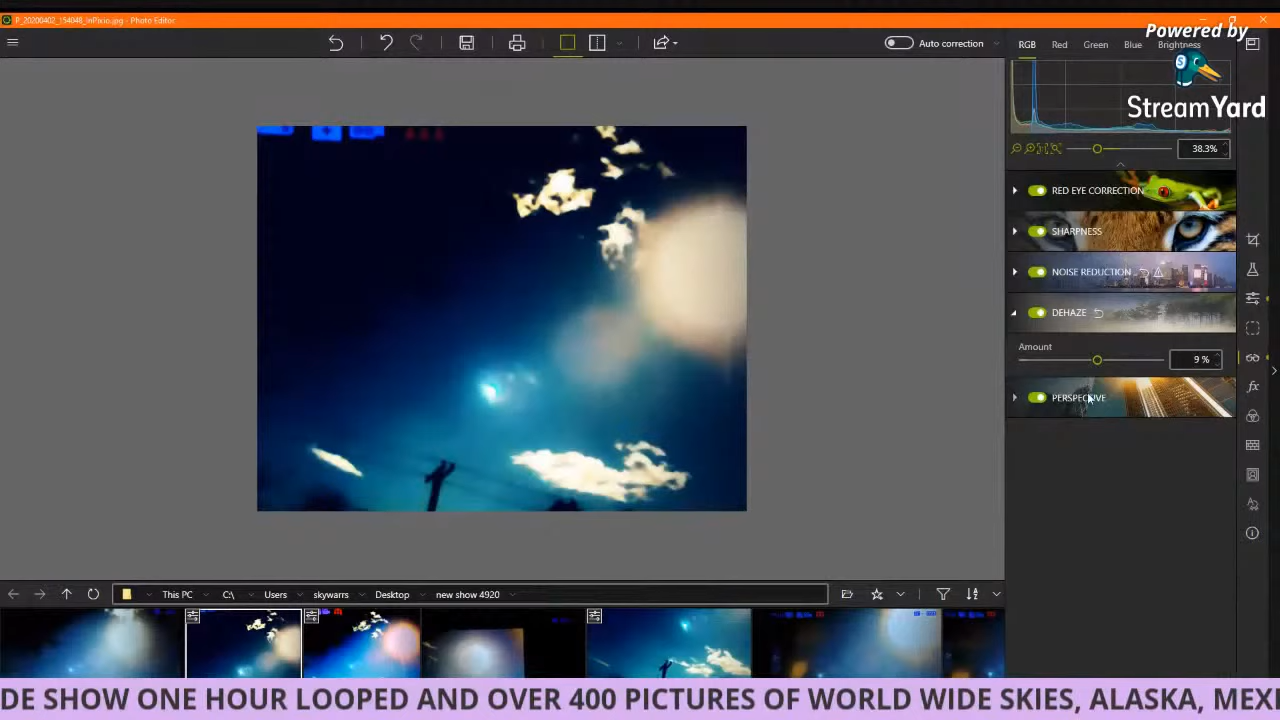 P_20200402_154048_InPixio.jpg - Photo Editor
Powered by
StreamYard
Auto correction
RGB
Red
Green
Blue
Brightness
38.3%
RED EYE CORRECTION
SHARPNESS
NOISE REDUCTION
DEHAZE
Amount
9 %
PERSPECTIVE
This PC
C:\
Users
skywarrs
Desktop
new show 4920
DE SHOW ONE HOUR LOOPED AND OVER 400 PICTURES OF WORLD WIDE SKIES, ALASKA, MEXI